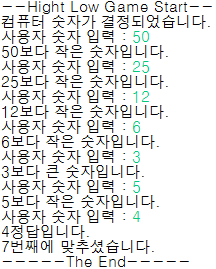 --Hight Low Game Start--
컴퓨터 숫자가 결정되었습니다.
사용자 숫자 입력 : 50
50보다 작은 숫자입니다.
사용자 숫자 입력 : 25
25보다 작은 숫자입니다.
사용자 숫자 입력 : 12
12보다 작은 숫자입니다.
사용자 숫자 입력 : 6
6보다 작은 숫자입니다.
사용자 숫자 입력 : 3
3보다 큰 숫자입니다.
사용자 숫자 입력 : 5
5보다 작은 숫자입니다.
사용자 숫자 입력 : 4
4정답입니다.
7번째에 맞추셨습니다.
-----The End-----